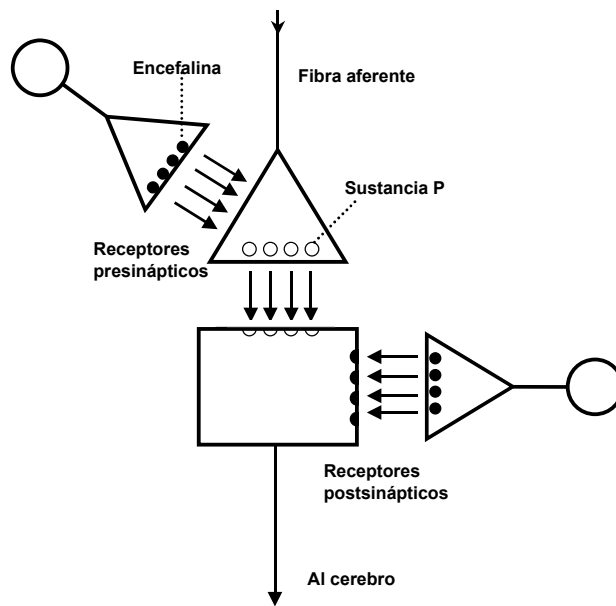 Encefalina
Fibra aferente
Sustancia P
Receptores
presinápticos
Receptores
postsinápticos
Al cerebro